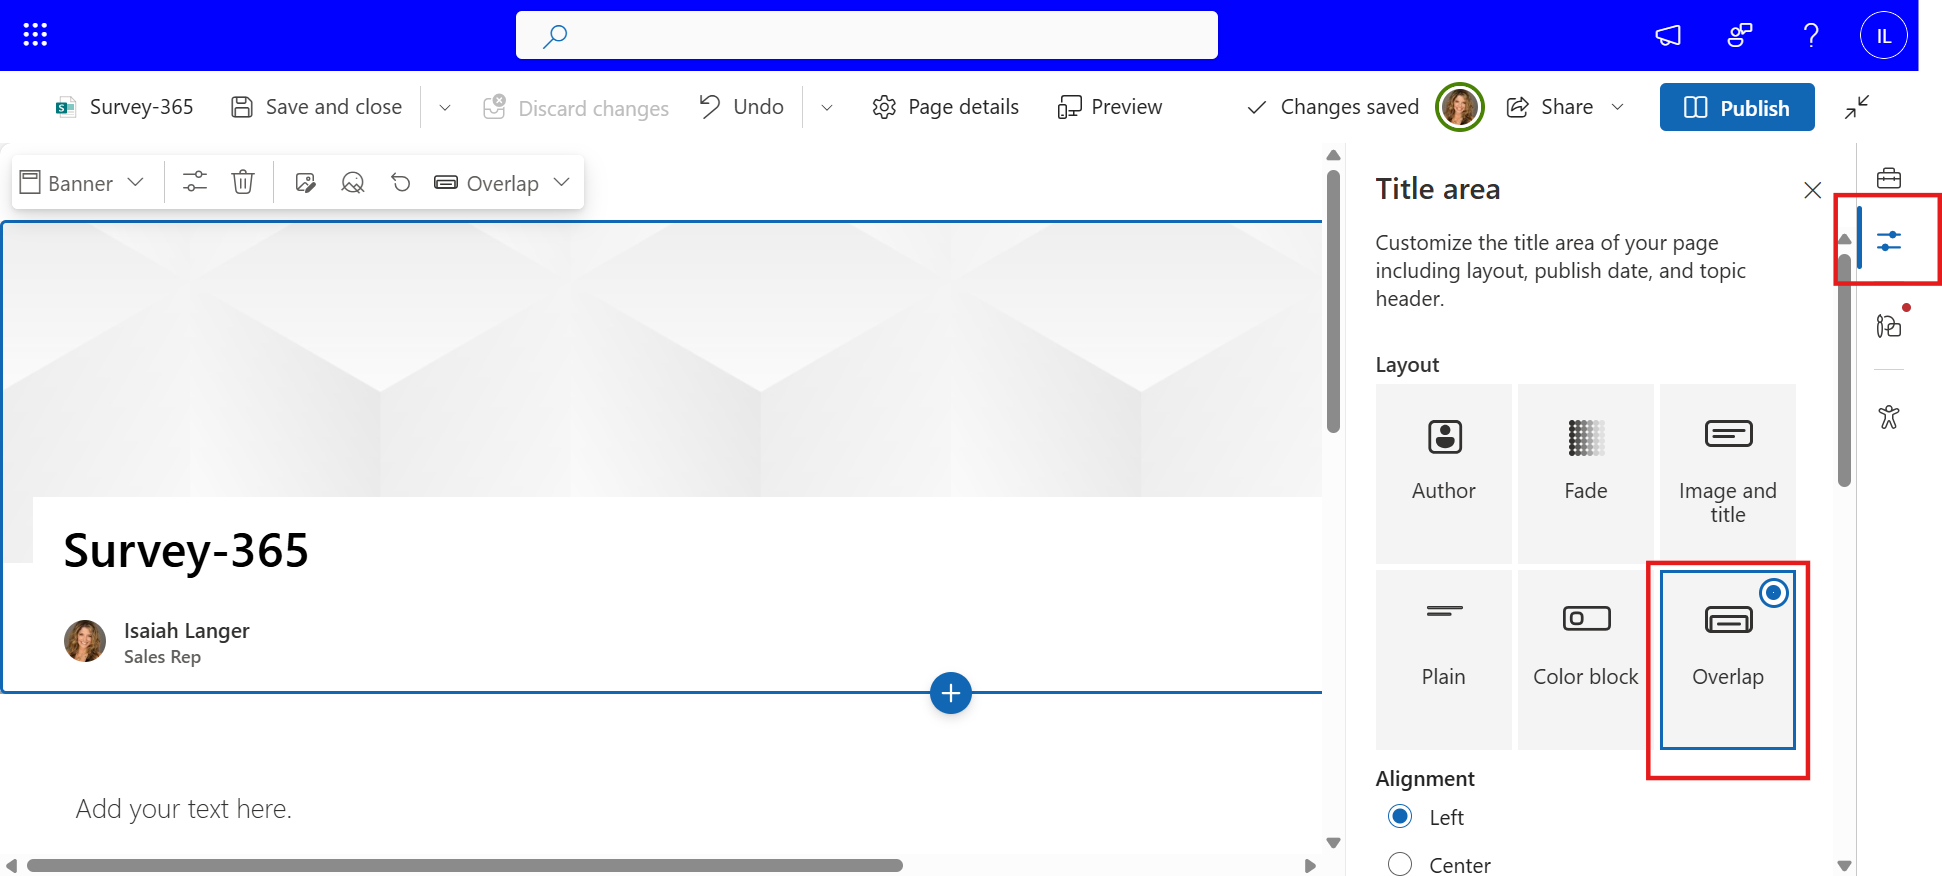 IL
S Survey-365 Save and close Discard changes Undo Page details Preview Changes saved Share Publish
Banner Overlap
Title area
Customize the title area of your page
including layout, publish date, and topic
header.
Layout
Author Fade Image and
title
Plain Color block Overlap
Alignment
Left
Center
Survey-365
Isaiah Langer
Sales Rep
Add your text here.